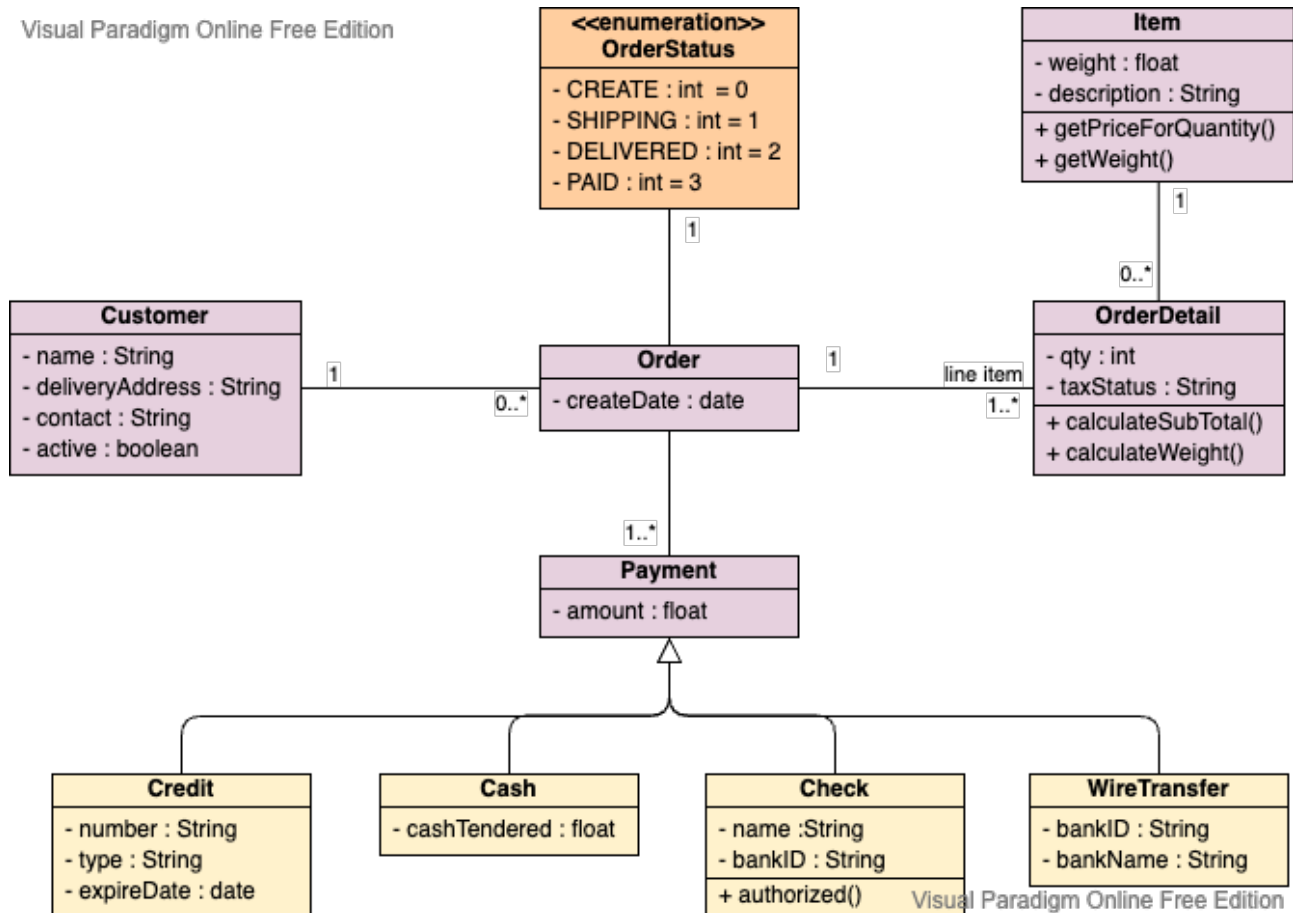 Visual Paradigm Online Free Edition
<<enumeration>>
OrderStatus
- CREATE : int  = 0
- SHIPPING : int = 1
- DELIVERED : int = 2
- PAID : int = 3
Item
- weight : float
- description : String
+ getPriceForQuantity()
+ getWeight()
1
1
0..*
Customer
- name : String
- deliveryAddress : String
- contact : String
- active : boolean
1
0..*
Order
- createDate : date
1
line item
1..*
OrderDetail
- qty : int
- taxStatus : String
+ calculateSubTotal()
+ calculateWeight()
1..*
Payment
- amount : float
Credit
- number : String
- type : String
- expireDate : date
Cash
- cashTendered : float
Check
- name :String
- bankID : String
+ authorized()
WireTransfer
- bankID : String
- bankName : String
Visual Paradigm Online Free Edition